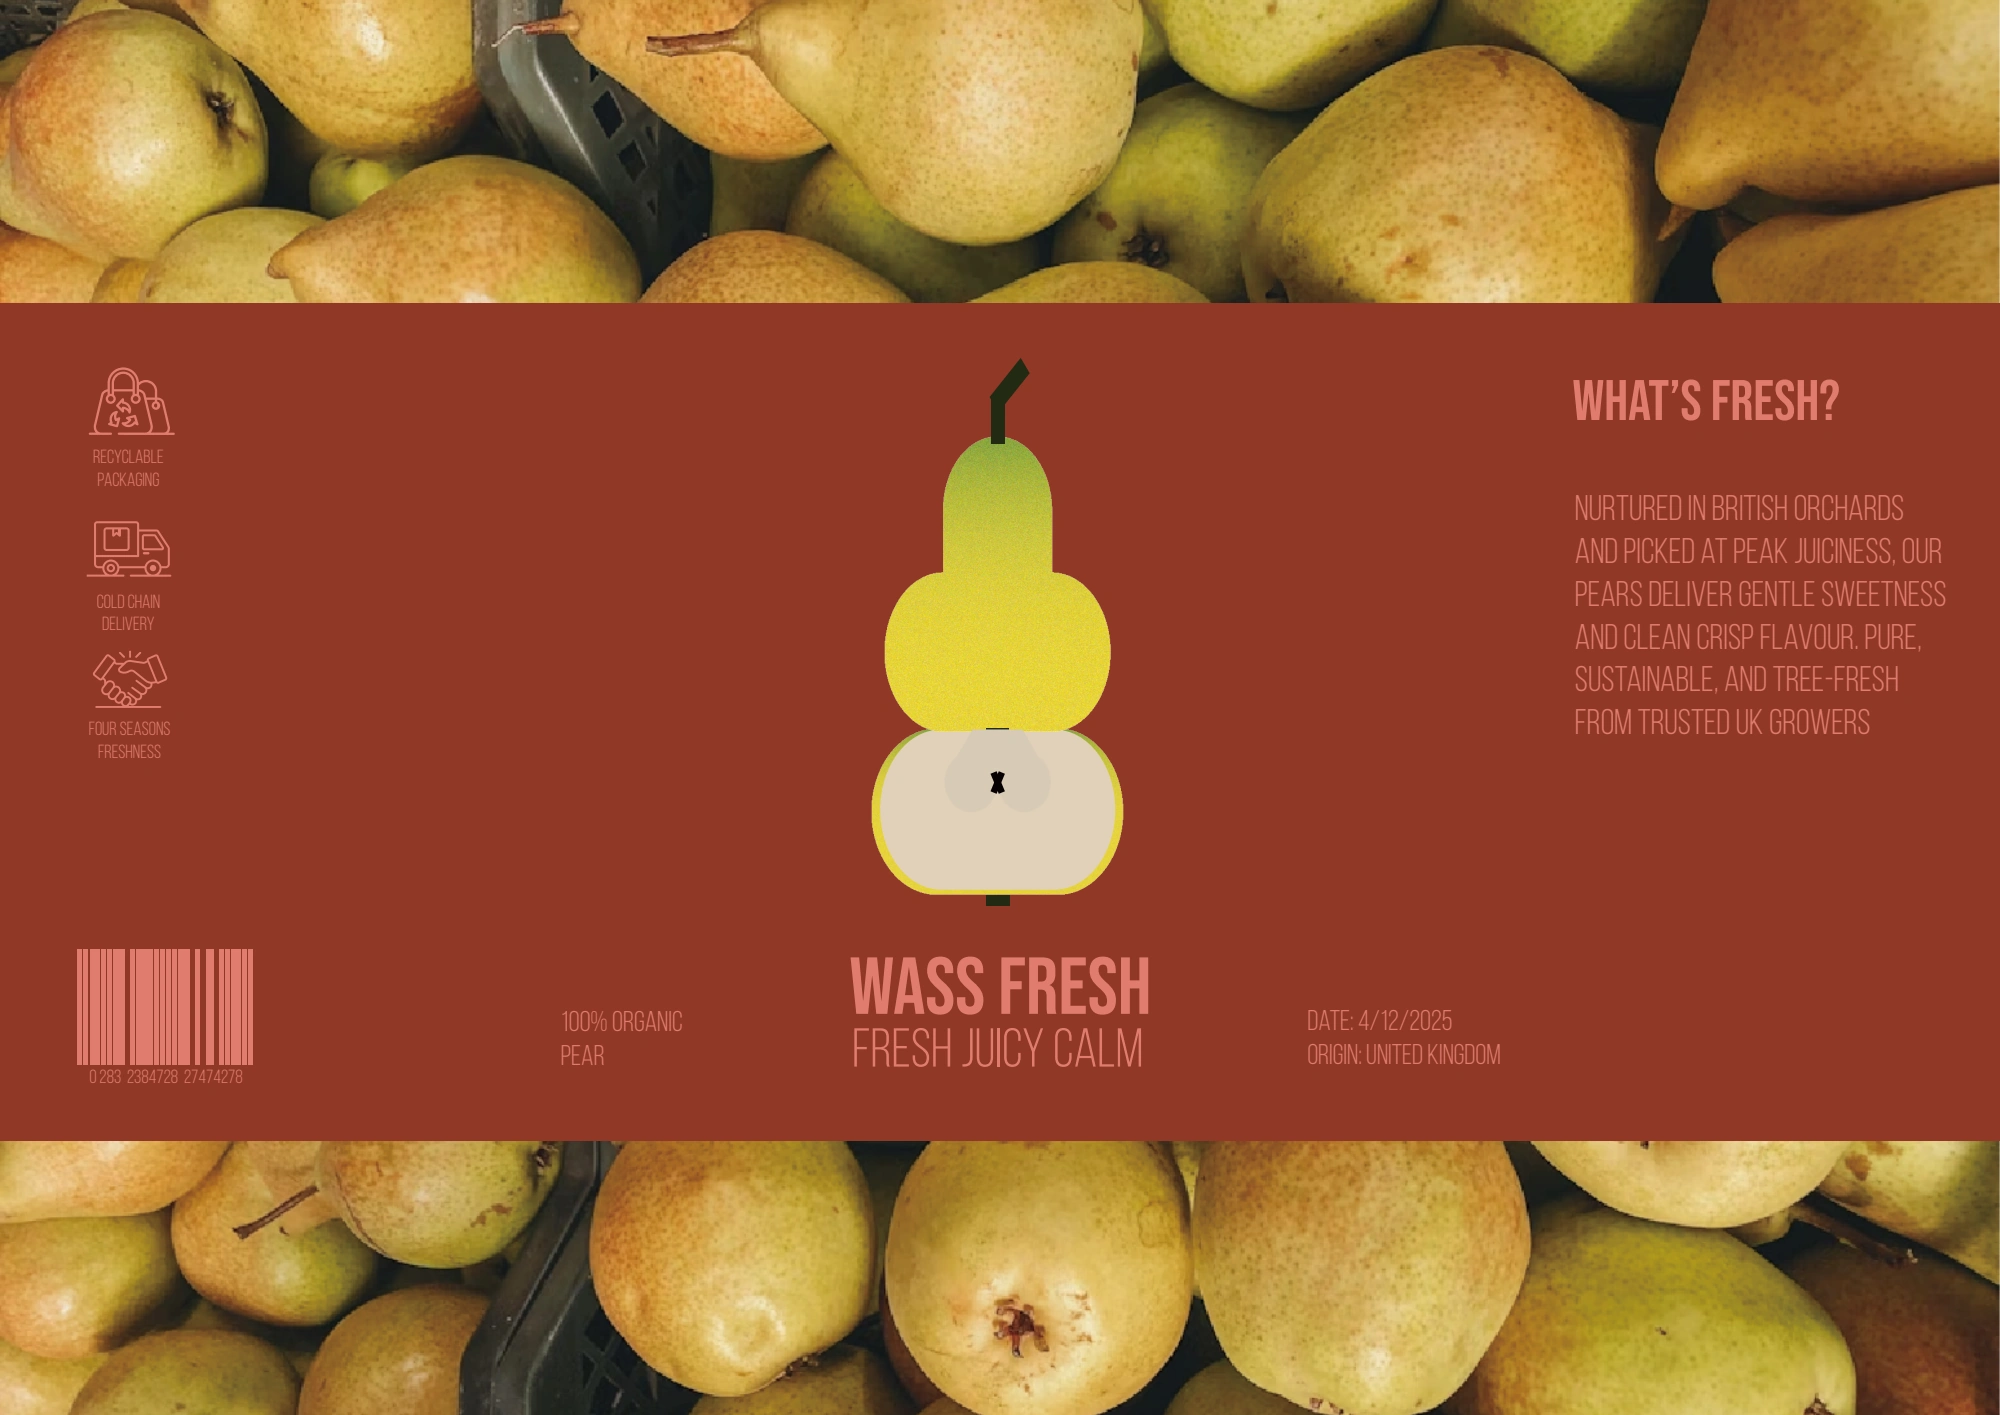 RECYCLABLE
PACKAGING
COLD CHAIN
DELIVERY
FOUR SEASONS
FRESHNESS
0 283 2384728 27474278
100% ORGANIC
PEAR
WASS FRESH
FRESH JUICY CALM
DATE: 4/12/2025
ORIGIN: UNITED KINGDOM
WHAT'S FRESH?
NURTURED IN BRITISH ORCHARDS
AND PICKED AT PEAK JUICINESS, OUR
PEARS DELIVER GENTLE SWEETNESS
AND CLEAN CRISP FLAVOUR. PURE,
SUSTAINABLE, AND TREE-FRESH
FROM TRUSTED UK GROWERS